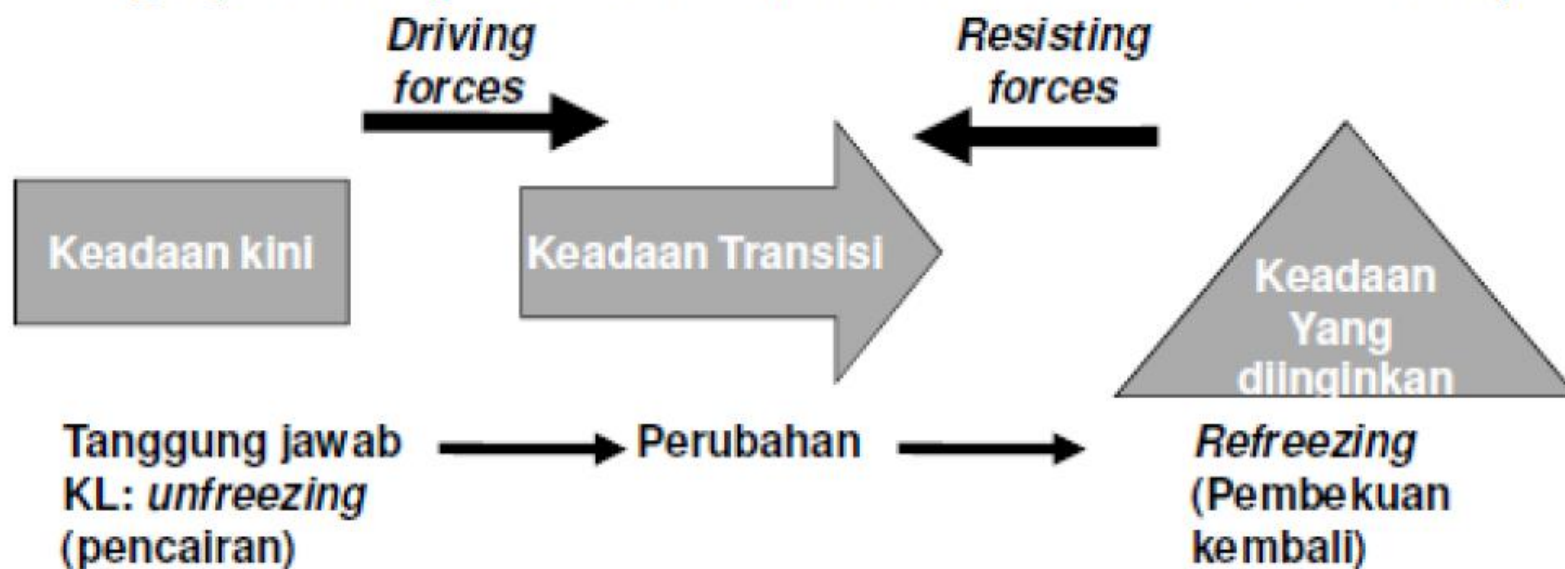 Driving
forces
Resisting
forces
Keadaan kini
Keadaan Transisi
Keadaan
Yang
diinginkan
Tanggung jawab
KL: unfreezing
(pencairan)
Perubahan
Refreezing
(Pembekuan
kembali)